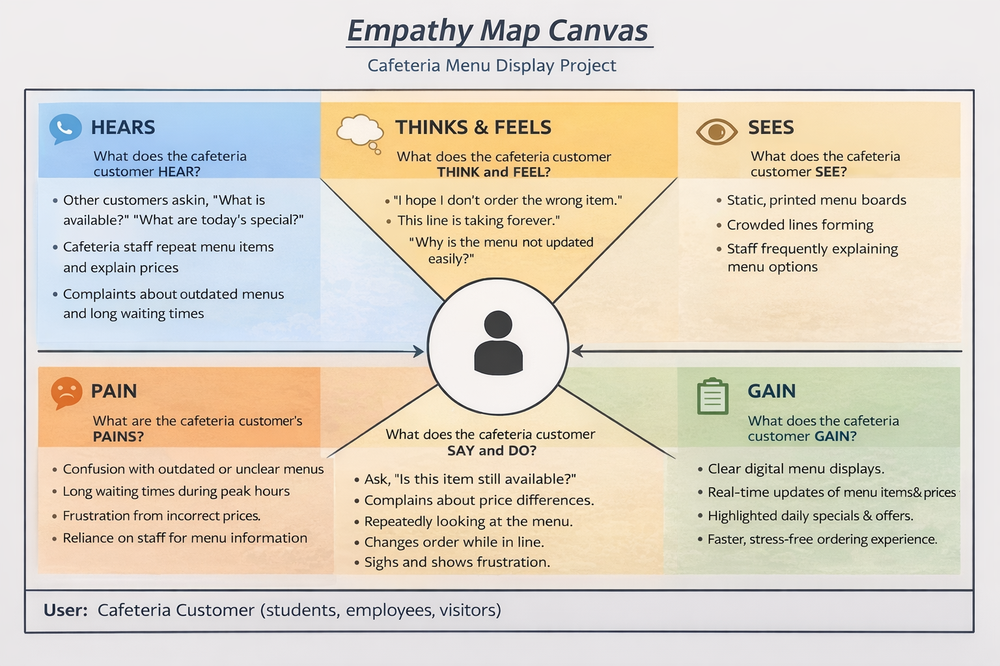 Empathy Map Canvas
Cafeteria Menu Display Project
HEARS
What does the cafeteria
customer HEAR?
• Other customers askin, "What is
available?" "What are today's special?"
• Cafeteria staff repeat menu items
and explain prices
• Complaints about outdated menus
and long waiting times
THINKS & FEELS
What does the cafeteria customer
THINK and FEEL?
• "I hope I don't order the wrong item."
• This line is taking forever."
"Why is the menu not updated
easily?"
SEES
What does the cafeteria
customer SEE?
• Static, printed menu boards
• Crowded lines forming
• Staff frequently explaining
menu options
PAIN
What are the cafeteria customer's
PAINS?
• Confusion with outdated or unclear menus
• Long waiting times during peak hours
• Frustration from incorrect prices.
• Reliance on staff for menu information
What does the cafeteria customer
SAY and DO?
• Ask, "Is this item still available?"
• Complains about price differences.
• Repeatedly looking at the menu.
• Changes order while in line.
• Sighs and shows frustration.
GAIN
What does the cafeteria
customer GAIN?
• Clear digital menu displays.
• Real-time updates of menu items& prices
• Highlighted daily specials & offers.
• Faster, stress-free ordering experience.
User: Cafeteria Customer (students, employees, visitors)